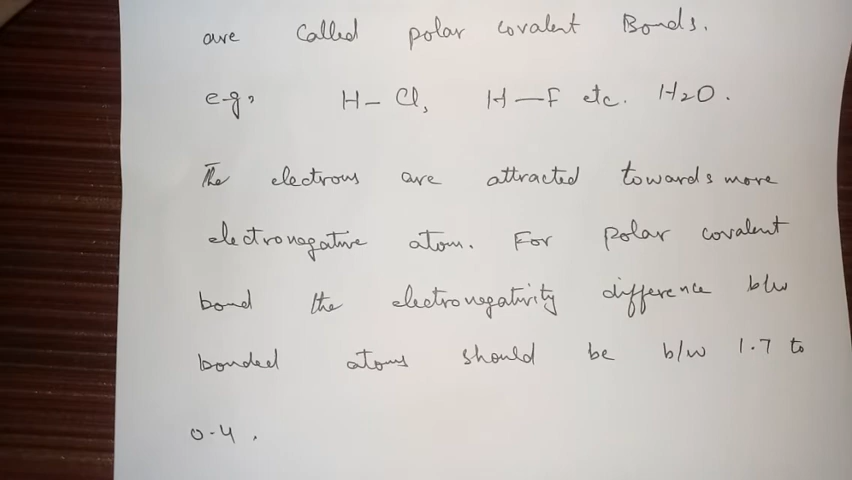 are Called polar covalent Bonds.
e-g, H-Cl, H-F etc. H2O.
The electrons are attracted towards more
electronegative atom. For polar covalent
bond the electronegativity difference b/w
bonded atoms should be b/w 1.7 to
0.4.